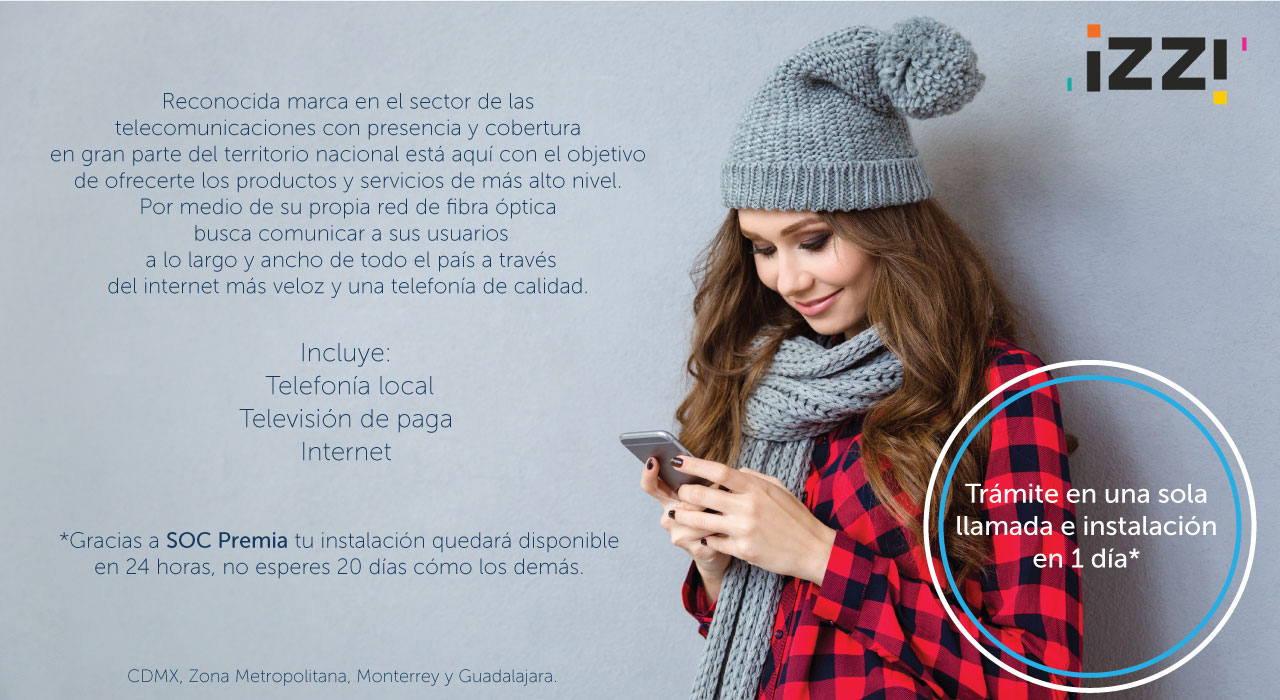 izzi
Reconocida marca en el sector de las
telecomunicaciones con presencia y cobertura
en gran parte del territorio nacional está aquí con el objetivo
de ofrecerte los productos y servicios de más alto nivel.
Por medio de su propia red de fibra óptica
busca comunicar a sus usuarios
a lo largo y ancho de todo el país a través
del internet más veloz y una telefonía de calidad.
Incluye:
Telefonía local
Televisión de paga
Internet
*Gracias a SOC Premia tu instalación quedará disponible
en 24 horas, no esperes 20 días cómo los demás.
Trámite en una sola
llamada e instalación
en 1 día*
CDMX, Zona Metropolitana, Monterrey y Guadalajara.